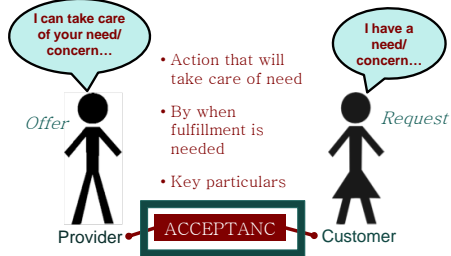 I can take care
of your need/
concern…
I have a
need/
concern…
• Action that will
take care of need
• By when
fulfillment is
needed
• Key particulars
Offer
Request
ACCEPTANC
Provider
Customer